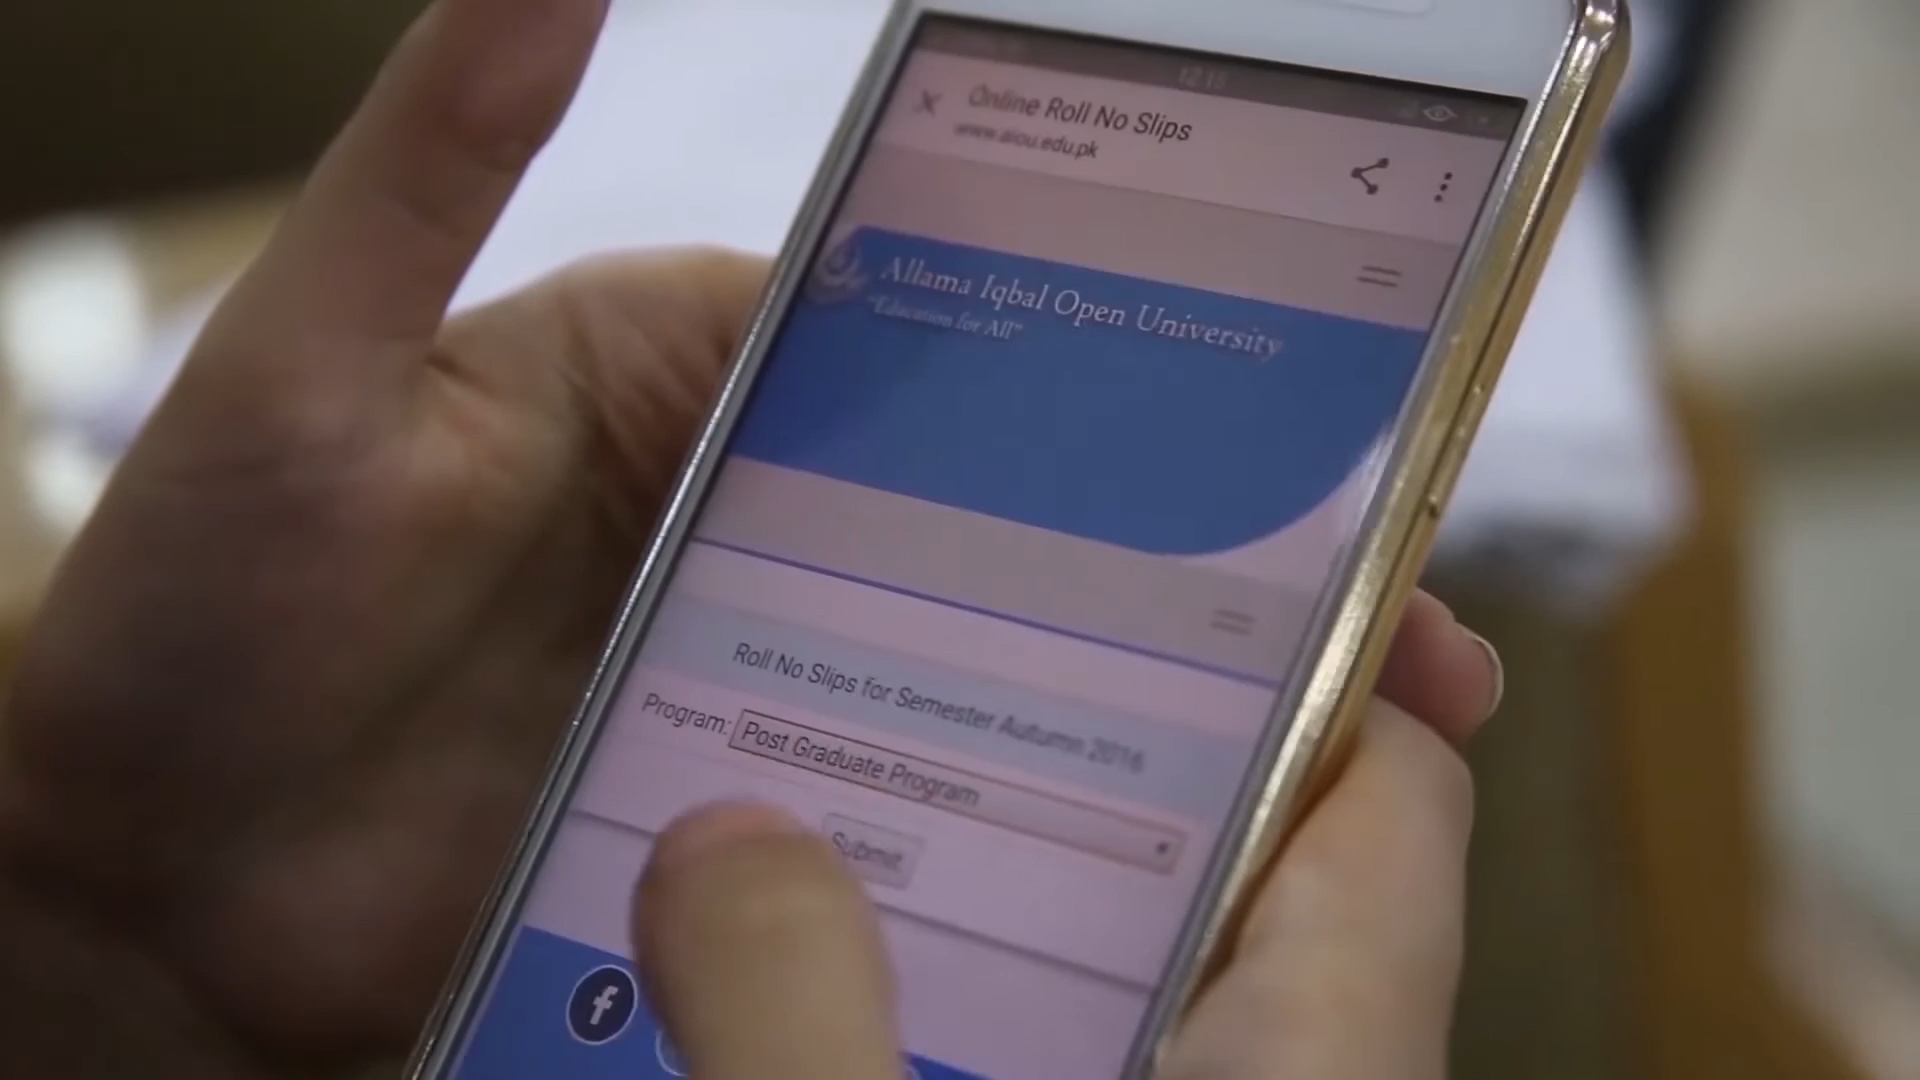 Online Roll No Slips
www.aiou.edu.pk
Allama Iqbal Open University
"Education for All"
Roll No Slips for Semester Autumn 2016
Program: Post Graduate Program
Submit
f